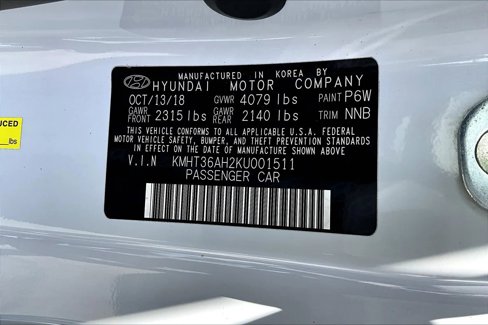 MANUFACTURED IN KOREA BY
HYUNDAI MOTOR COMPANY
OCT/13/18 GVWR 4079 lbs PAINT P6W
GAWR FRONT 2315 lbs GAWR REAR 2140 lbs TRIM NNB
THIS VEHICLE CONFORMS TO ALL APPLICABLE U.S.A. FEDERAL
MOTOR VEHICLE SAFETY, BUMPER, AND THEFT PREVENTION STANDARDS
IN EFFECT ON THE DATE OF MANUFACTURE SHOWN ABOVE.
V.I.N KMHT36AH2KU001511
PASSENGER CAR
UCED